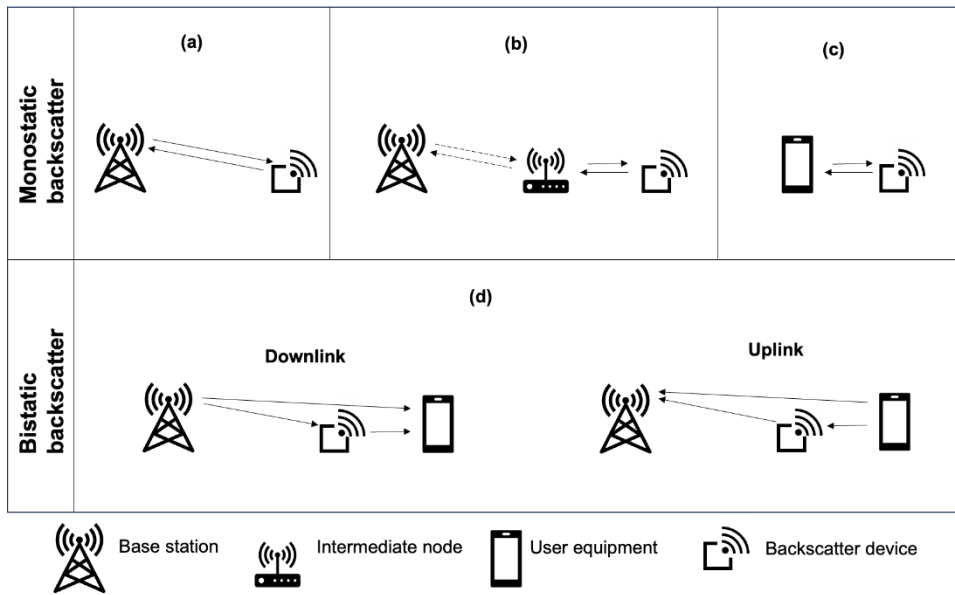 Monostatic
backscatter
(a)
(b)
(c)
Bistatic
backscatter
(d)
Downlink
Uplink
Base station
Intermediate node
User equipment
Backscatter device